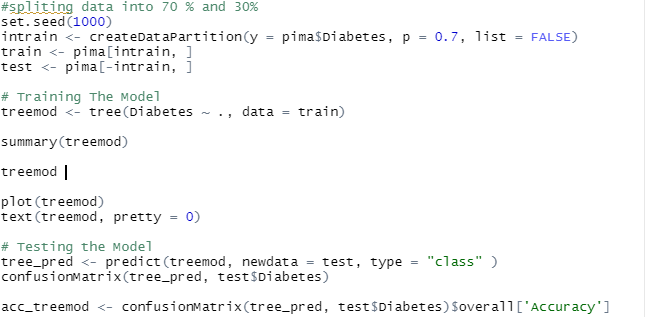 #spliting data into 70 % and 30%
set.seed(1000)
intrain <- createDataPartition(y = pima$Diabetes, p = 0.7, list = FALSE)
train <- pima[intrain, ]
test <- pima[-intrain, ]
# Training The Model
treemod <- tree(Diabetes ~ ., data = train)
summary(treemod)
treemod
plot(treemod)
text(treemod, pretty = 0)
# Testing the Model
tree_pred <- predict(treemod, newdata = test, type = "class" )
confusionMatrix(tree_pred, test$Diabetes)
acc_treemod <- confusionMatrix(tree_pred, test$Diabetes)$overall['Accuracy']